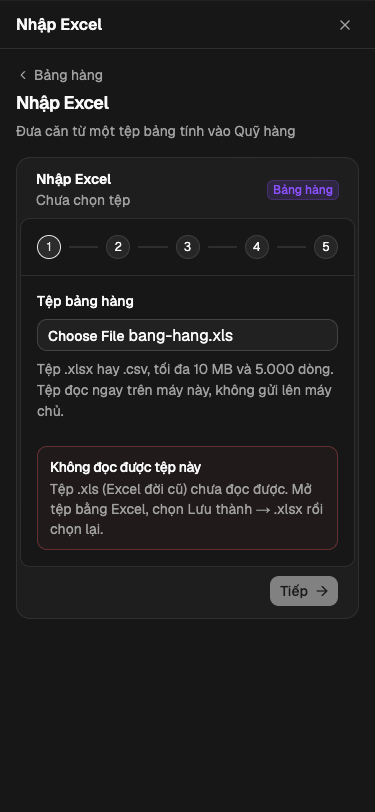 Nhập Excel
Bảng hàng
Nhập Excel
Đưa căn từ một tệp bảng tính vào Quỹ hàng
Nhập Excel
Chưa chọn tệp
Bảng hàng
1 2 3 4 5
Tệp bảng hàng
Choose File bang-hang.xls
Tệp .xlsx hay .csv, tối đa 10 MB và 5.000 dòng.
Tệp đọc ngay trên máy này, không gửi lên máy
chủ.
Không đọc được tệp này
Tệp .xls (Excel đời cũ) chưa đọc được. Mở
tệp bằng Excel, chọn Lưu thành → .xlsx rồi
chọn lại.
Tiếp →